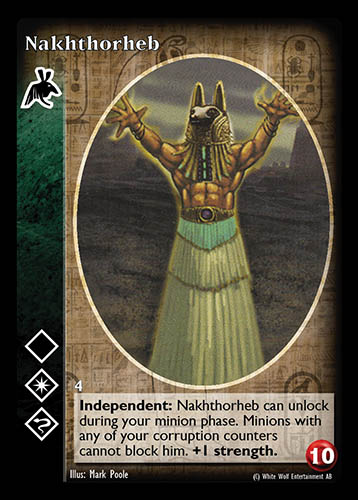 Nakhthorheb
4
Independent: Nakhthorheb can unlock
during your minion phase. Minions with
any of your corruption counters
cannot block him. +1 strength.
10
Illus: Mark Poole
(C) White Wolf Entertainment AB